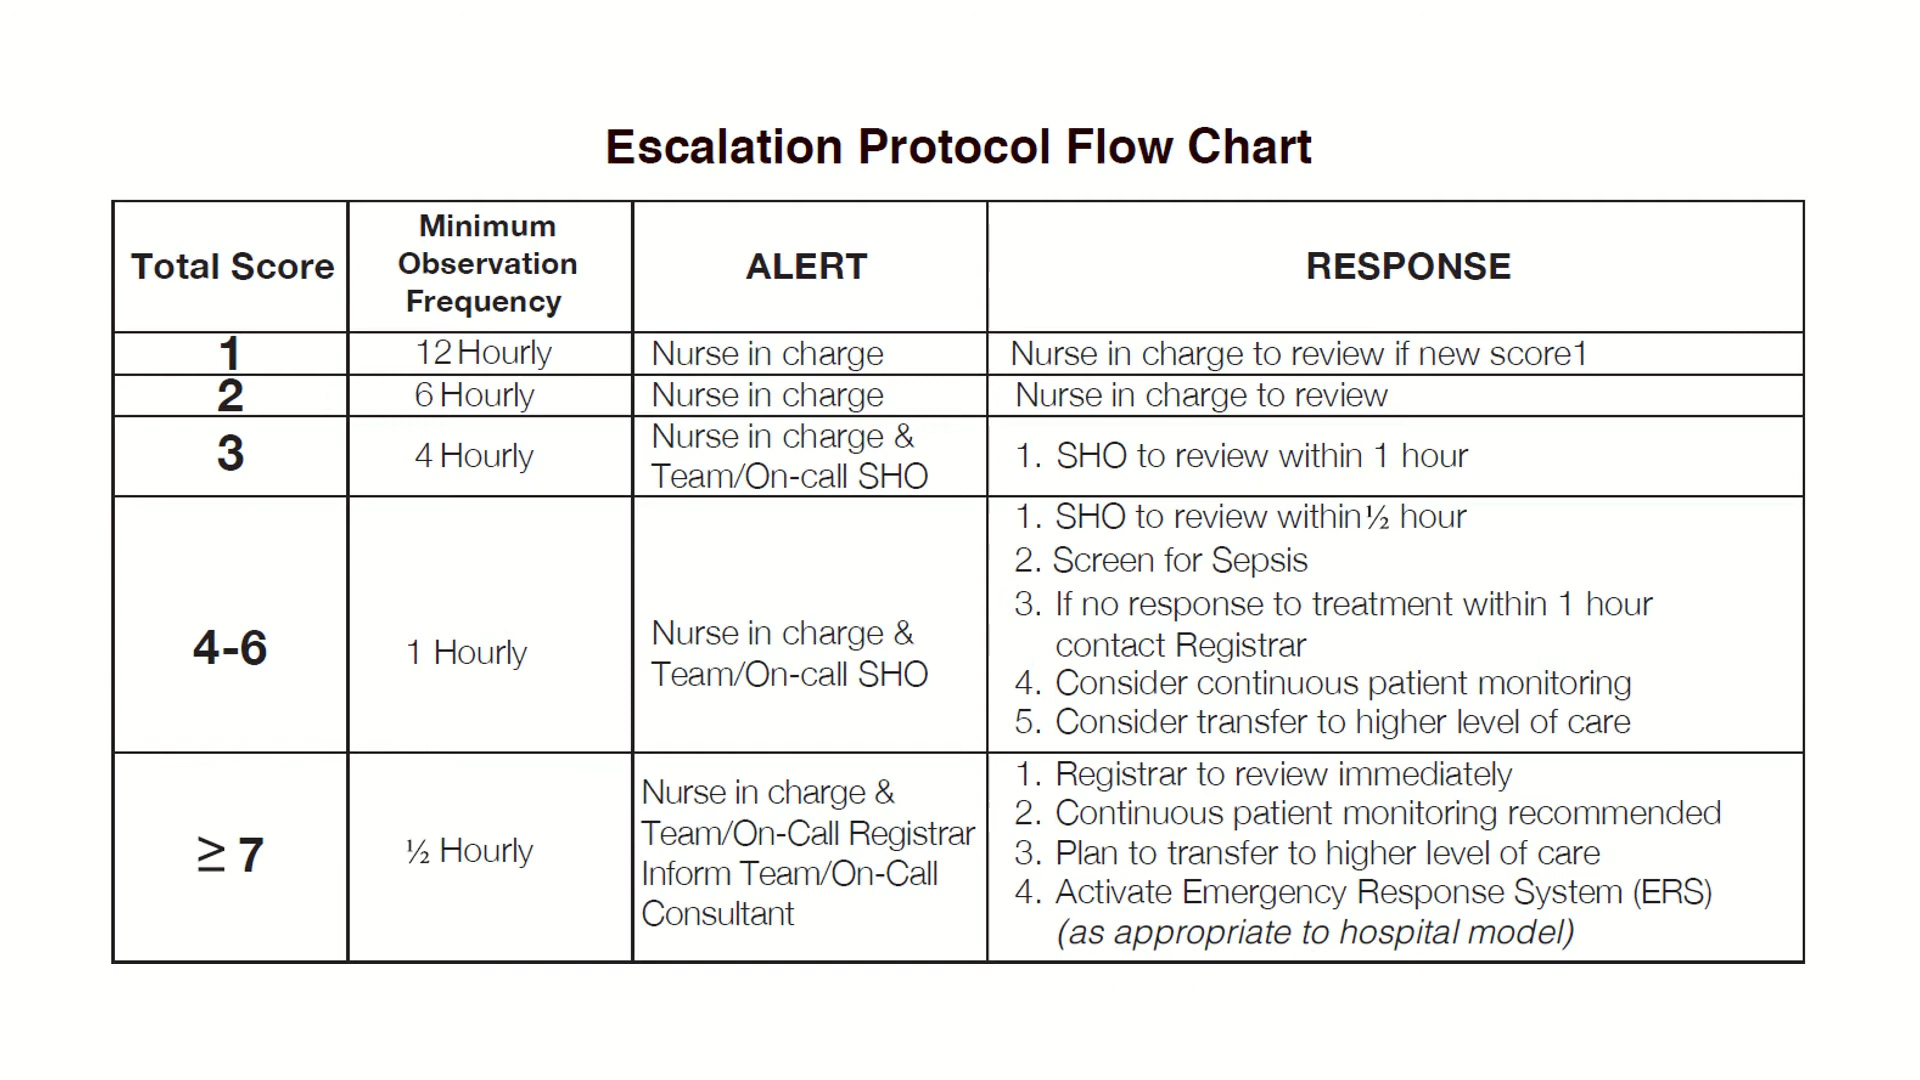 Escalation Protocol Flow Chart
Total Score
Minimum
Observation
Frequency
ALERT
RESPONSE
1
12 Hourly
Nurse in charge
Nurse in charge to review if new score1
2
6 Hourly
Nurse in charge
Nurse in charge to review
3
4 Hourly
Nurse in charge &
Team/On-call SHO
1. SHO to review within 1 hour
4-6
1 Hourly
Nurse in charge &
Team/On-call SHO
1. SHO to review within ½ hour
2. Screen for Sepsis
3. If no response to treatment within 1 hour
contact Registrar
4. Consider continuous patient monitoring
5. Consider transfer to higher level of care
≥ 7
½ Hourly
Nurse in charge &
Team/On-Call Registrar
Inform Team/On-Call
Consultant
1. Registrar to review immediately
2. Continuous patient monitoring recommended
3. Plan to transfer to higher level of care
4. Activate Emergency Response System (ERS)
(as appropriate to hospital model)